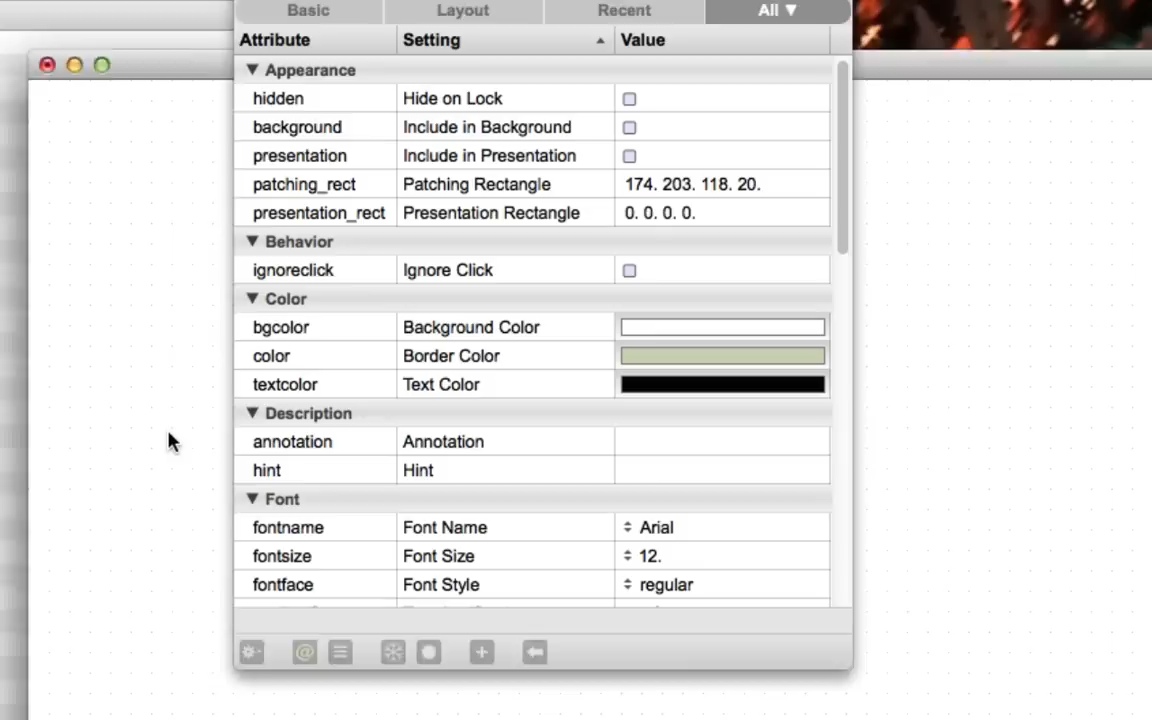 Basic Layout Recent All ▼
Attribute Setting ▲ Value
▼ Appearance
hidden Hide on Lock
background Include in Background
presentation Include in Presentation
patching_rect Patching Rectangle 174. 203. 118. 20.
presentation_rect Presentation Rectangle 0. 0. 0. 0.
▼ Behavior
ignoreclick Ignore Click
▼ Color
bgcolor Background Color
color Border Color
textcolor Text Color
▼ Description
annotation Annotation
hint Hint
▼ Font
fontname Font Name Arial
fontsize Font Size 12.
fontface Font Style regular